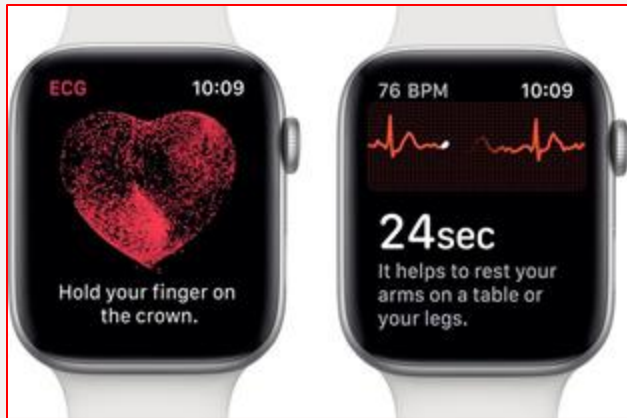 ECG 10:09
Hold your finger on
the crown.
76 BPM 10:09
24sec
It helps to rest your
arms on a table or
your legs.